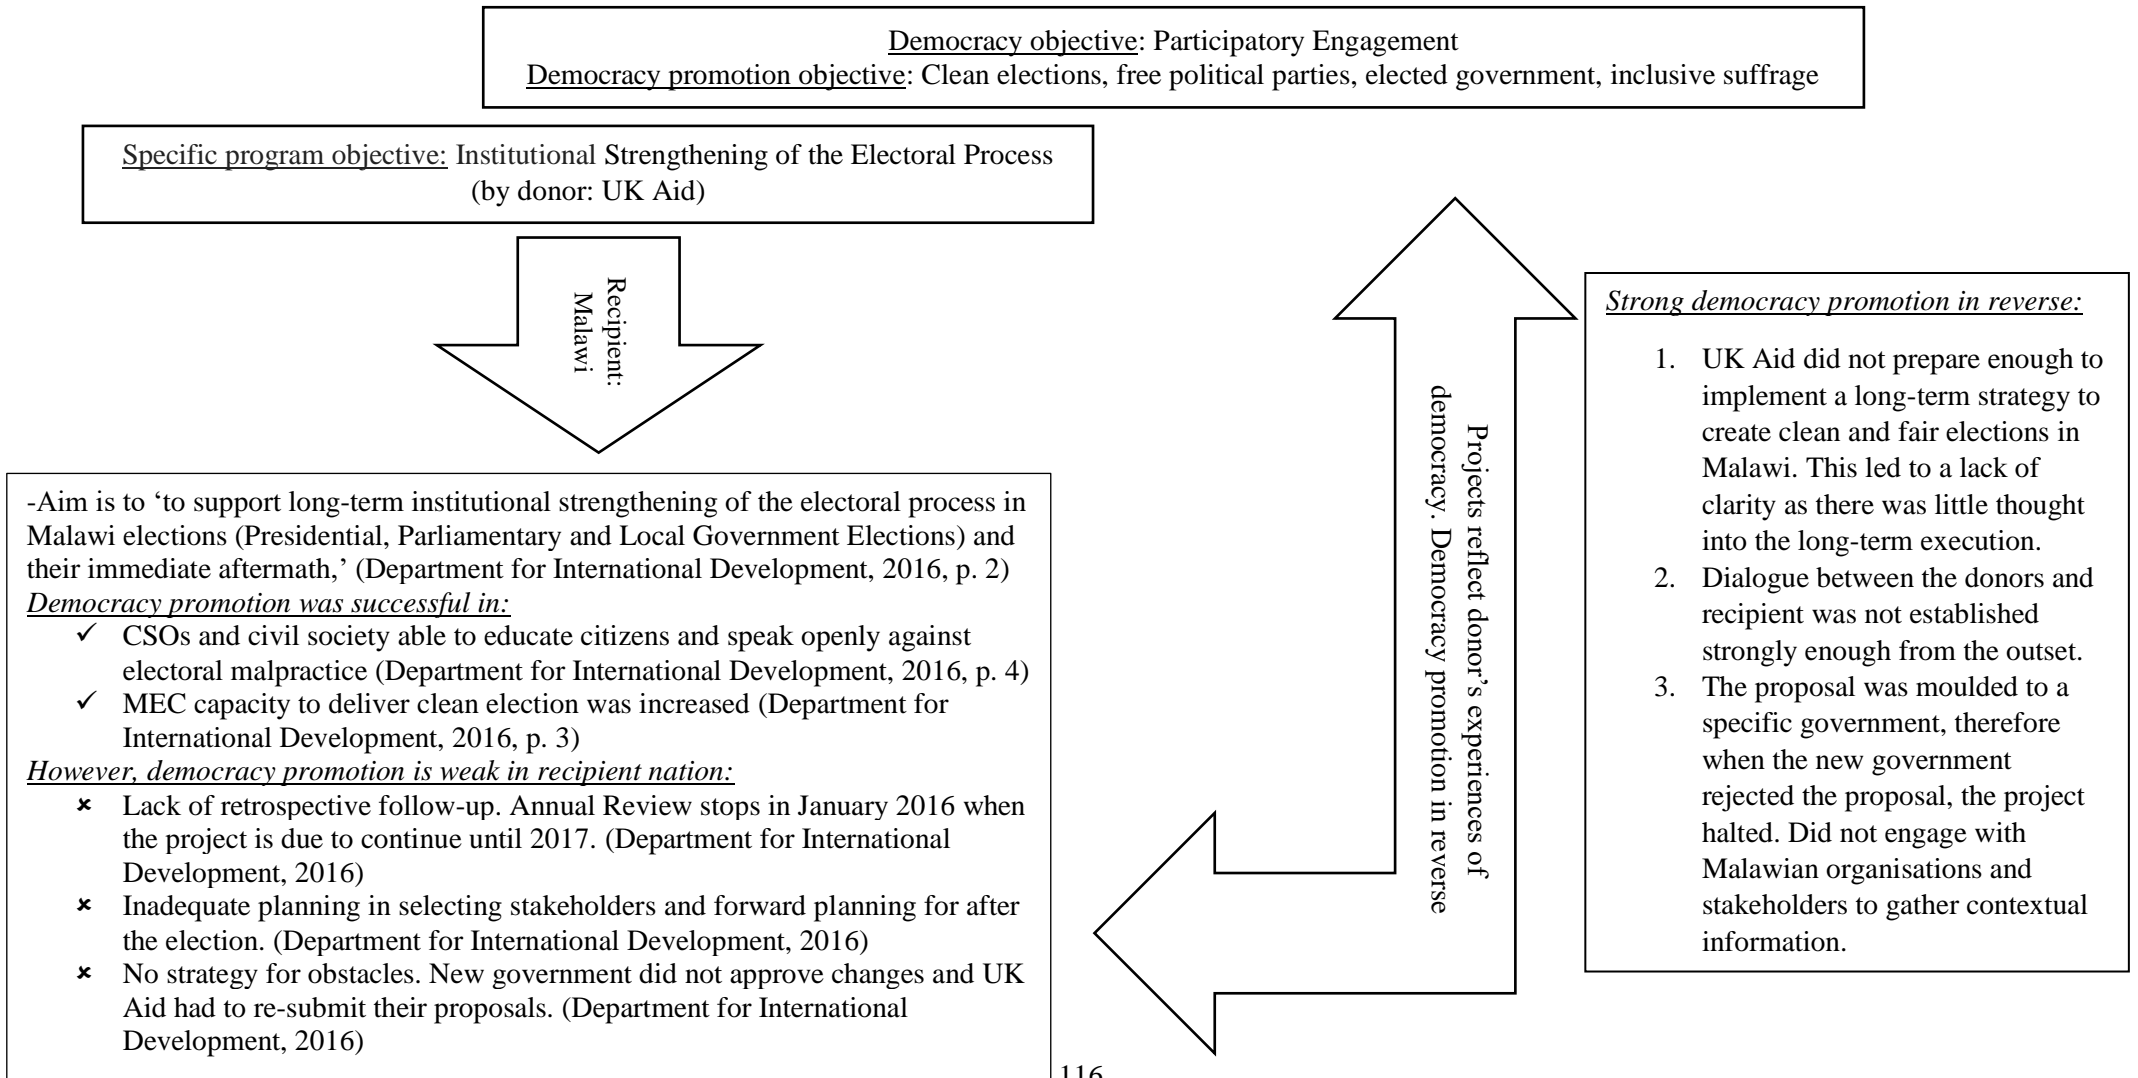 Democracy objective: Participatory Engagement
Democracy promotion objective: Clean elections, free political parties, elected government, inclusive suffrage
Specific program objective: Institutional Strengthening of the Electoral Process
(by donor: UK Aid)
Recipient:
Malawi
-Aim is to ‘to support long-term institutional strengthening of the electoral process in
Malawi elections (Presidential, Parliamentary and Local Government Elections) and
their immediate aftermath,’ (Department for International Development, 2016, p. 2)
Democracy promotion was successful in:
✓ CSOs and civil society able to educate citizens and speak openly against
electoral malpractice (Department for International Development, 2016, p. 4)
✓ MEC capacity to deliver clean election was increased (Department for
International Development, 2016, p. 3)
However, democracy promotion is weak in recipient nation:
× Lack of retrospective follow-up. Annual Review stops in January 2016 when
the project is due to continue until 2017. (Department for International
Development, 2016)
× Inadequate planning in selecting stakeholders and forward planning for after
the election. (Department for International Development, 2016)
× No strategy for obstacles. New government did not approve changes and UK
Aid had to re-submit their proposals. (Department for International
Development, 2016)
Projects reflect donor’s experiences of
democracy. Democracy promotion in reverse
Strong democracy promotion in reverse:
1. UK Aid did not prepare enough to
implement a long-term strategy to
create clean and fair elections in
Malawi. This led to a lack of
clarity as there was little thought
into the long-term execution.
2. Dialogue between the donors and
recipient was not established
strongly enough from the outset.
3. The proposal was moulded to a
specific government, therefore
when the new government
rejected the proposal, the project
halted. Did not engage with
Malawian organisations and
stakeholders to gather contextual
information.
116